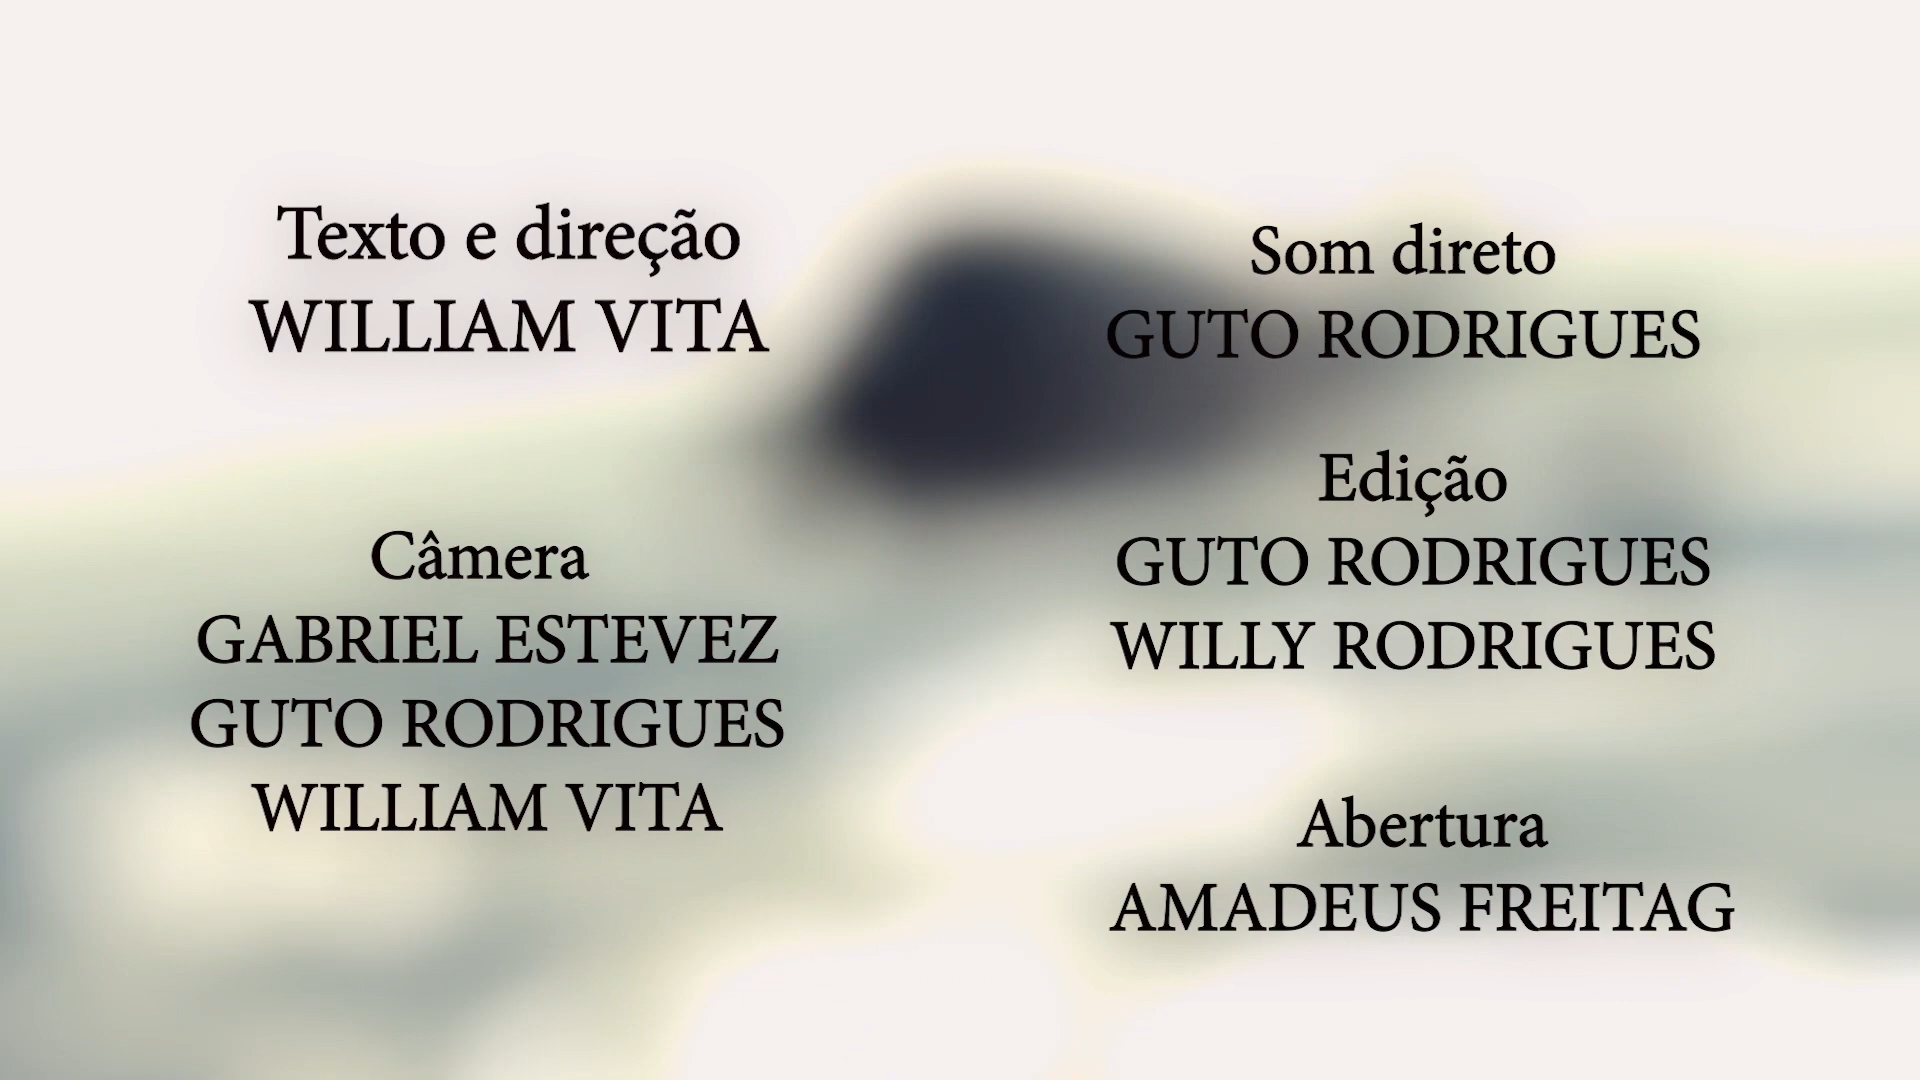 Texto e direção
WILLIAM VITA
Câmera
GABRIEL ESTEVEZ
GUTO RODRIGUES
WILLIAM VITA
Som direto
GUTO RODRIGUES
Edição
GUTO RODRIGUES
WILLY RODRIGUES
Abertura
AMADEUS FREITAG